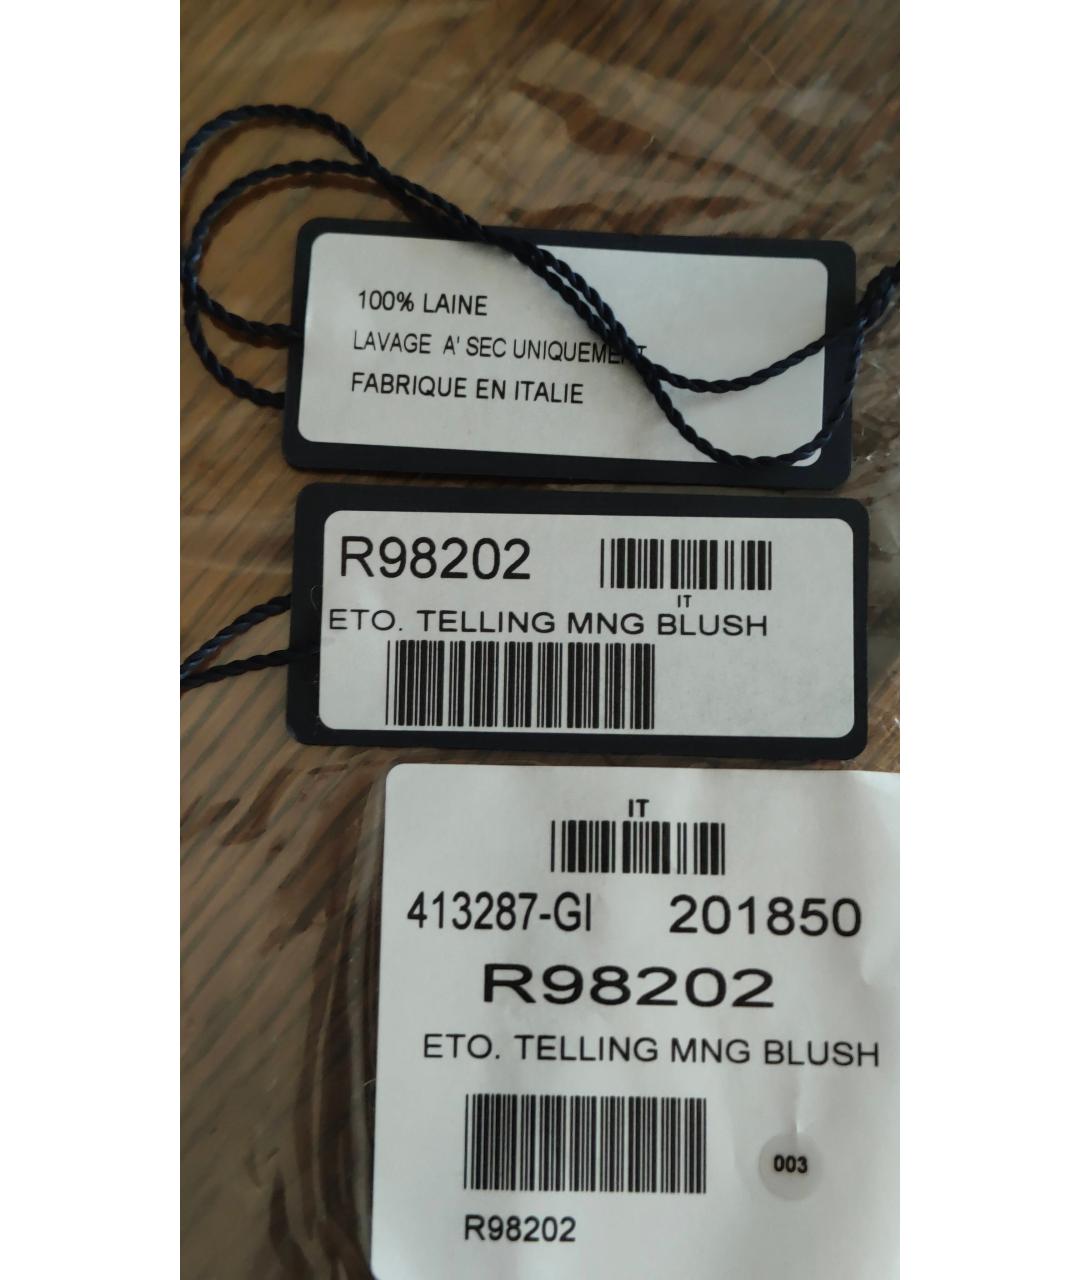 100% LAINE
LAVAGE A' SEC UNIQUEMENT
FABRIQUE EN ITALIE
R98202
IT
ETO. TELLING MNG BLUSH
IT
413287-GI 201850
R98202
ETO. TELLING MNG BLUSH
003
R98202